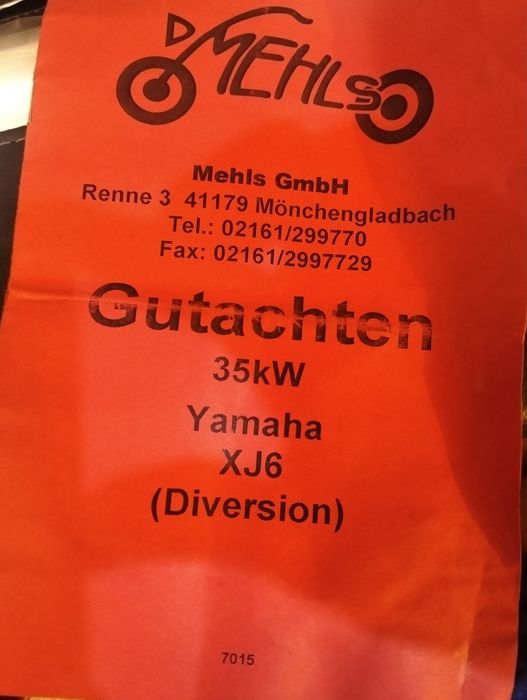 MEHLS
Mehls GmbH
Renne 3 41179 Mönchengladbach
Tel.: 02161/299770
Fax: 02161/2997729
Gutachten
35kW
Yamaha
XJ6
(Diversion)
7015